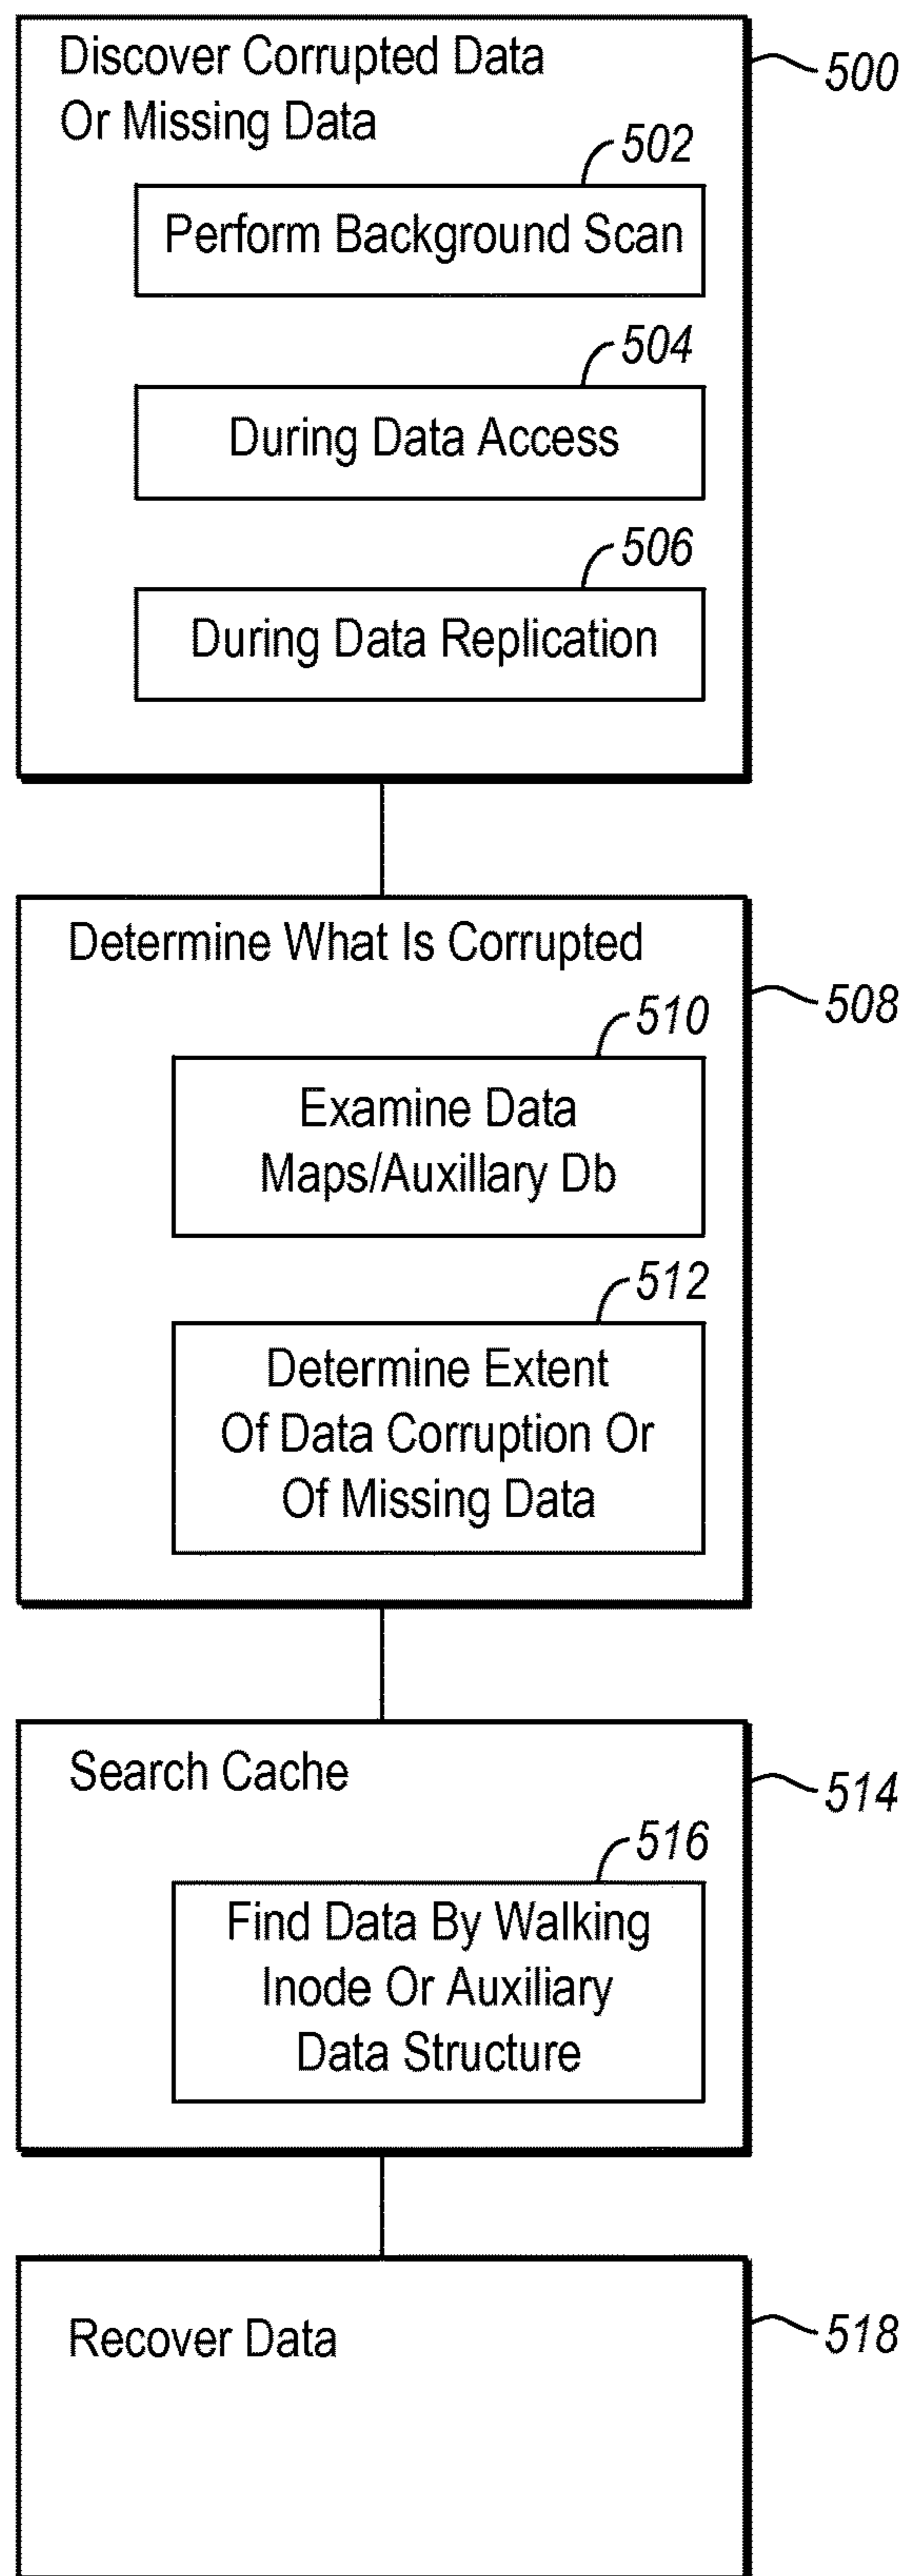 Discover Corrupted Data
Or Missing Data
500
502
Perform Background Scan
504
During Data Access
506
During Data Replication
Determine What Is Corrupted
508
510
Examine Data
Maps/Auxillary Db
512
Determine Extent
Of Data Corruption Or
Of Missing Data
Search Cache
514
516
Find Data By Walking
Inode Or Auxiliary
Data Structure
Recover Data
518